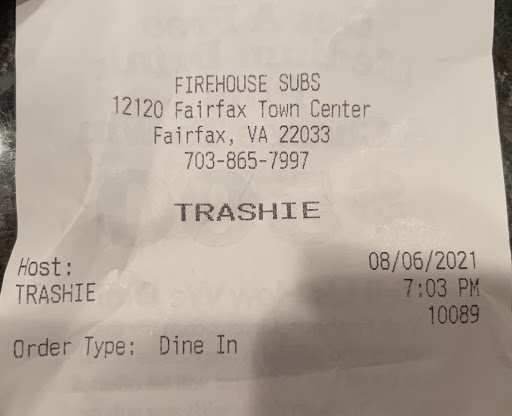 FIREHOUSE SUBS
12120 Fairfax Town Center
Fairfax, VA 22033
703-865-7997
TRASHIE
Host: 08/06/2021
TRASHIE 7:03 PM
10089
Order Type: Dine In